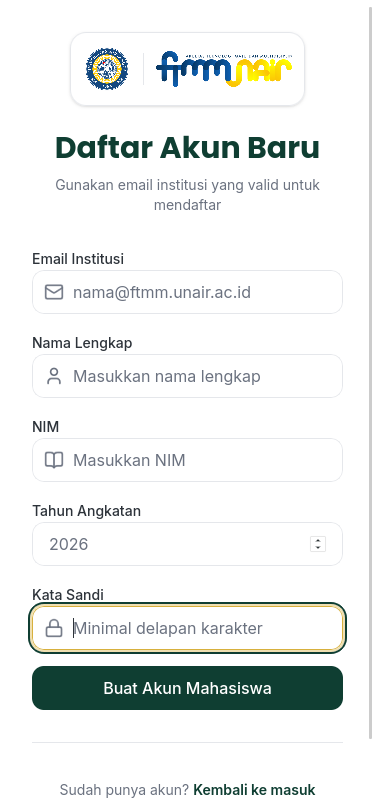 ftmm unair
Daftar Akun Baru
Gunakan email institusi yang valid untuk
mendaftar
Email Institusi
nama@ftmm.unair.ac.id
Nama Lengkap
Masukkan nama lengkap
NIM
Masukkan NIM
Tahun Angkatan
2026
Kata Sandi
Minimal delapan karakter
Buat Akun Mahasiswa
Sudah punya akun? Kembali ke masuk